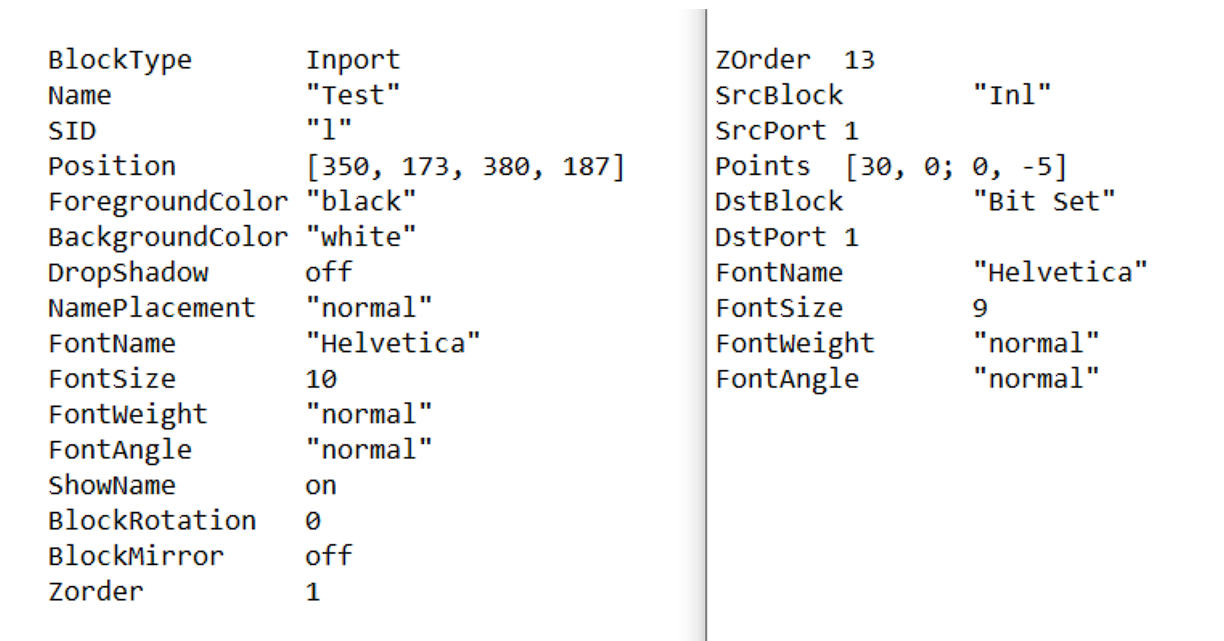 BlockType Inport
Name "Test"
SID "l"
Position [350, 173, 380, 187]
ForegroundColor "black"
BackgroundColor "white"
DropShadow off
NamePlacement "normal"
FontName "Helvetica"
FontSize 10
FontWeight "normal"
FontAngle "normal"
ShowName on
BlockRotation 0
BlockMirror off
Zorder 1
ZOrder 13
SrcBlock "Inl"
SrcPort 1
Points [30, 0; 0, -5]
DstBlock "Bit Set"
DstPort 1
FontName "Helvetica"
FontSize 9
FontWeight "normal"
FontAngle "normal"